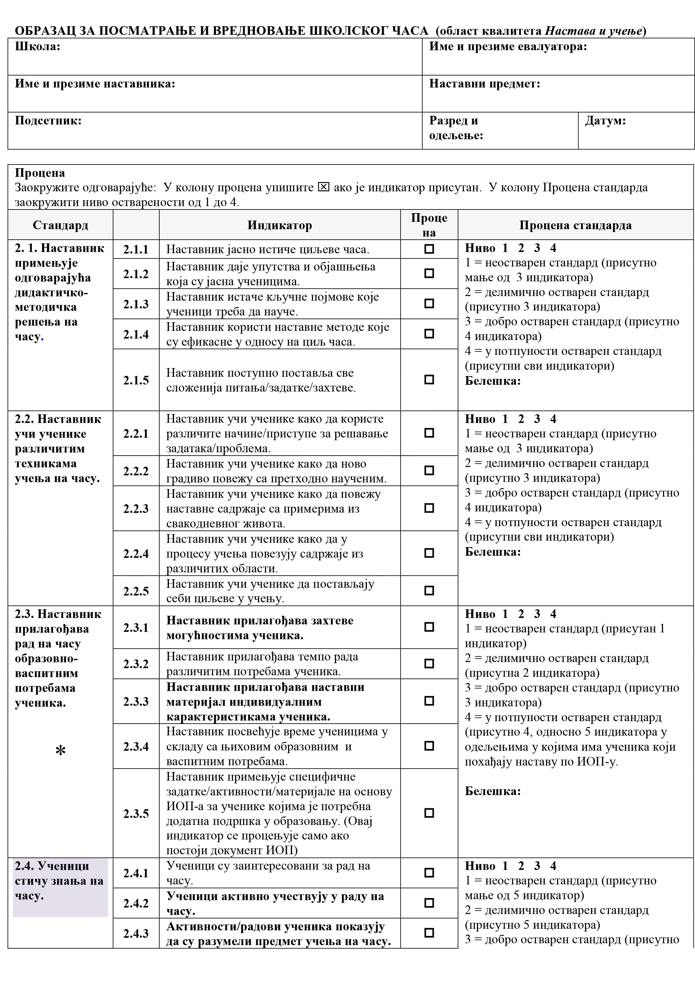 ОБРАЗАЦ ЗА ПОСМАТРАЊЕ И ВРЕДНОВАЊЕ ШКОЛСКОГ ЧАСА (област квалитета Настава и учење)
Школа:
Име и презиме евалуатора:
Име и презиме наставника:
Наставни предмет:
Подсетник:
Разред и
одељење:
Датум:
Процена
Заокружите одговарајуће: У колону процена упишите ☒ ако је индикатор присутан. У колону Процена стандарда
заокружити ниво остварености од 1 до 4.
Стандард
Индикатор
Проце
на
Процена стандарда
2. 1. Наставник
примењује
одговарајућа
дидактичко-
методичка
решења на
часу.
2.1.1
Наставник јасно истиче циљеве часа.
☐
2.1.2
Наставник даје упутства и објашњења
која су јасна ученицима.
☐
2.1.3
Наставник истаче кључне појмове које
ученици треба да науче.
☐
2.1.4
Наставник користи наставне методе које
су ефикасне у односу на циљ часа.
☐
2.1.5
Наставник поступно поставља све
сложенија питања/задатке/захтеве.
☐
Ниво 1 2 3 4
1 = неостварен стандард (присутно
мање од 3 индикатора)
2 = делимично остварен стандард
(присутно 3 индикатора)
3 = добро остварен стандард (присутно
4 индикатора)
4 = у потпуности остварен стандард
(присутни сви индикатори)
Белешка:
2.2. Наставник
учи ученике
различитим
техникама
учења на часу.
2.2.1
Наставник учи ученике како да користе
различите начине/приступе за решавање
задатака/проблема.
☐
2.2.2
Наставник учи ученике како да ново
градиво повежу са претходно наученим.
☐
2.2.3
Наставник учи ученике како да повежу
наставне садржаје са примерима из
свакодневног живота.
☐
2.2.4
Наставник учи ученике како да у
процесу учења повезују садржаје из
различитих области.
☐
2.2.5
Наставник учи ученике да постављају
себи циљеве у учењу.
☐
Ниво 1 2 3 4
1 = неостварен стандард (присутно
мање од 3 индикатора)
2 = делимично остварен стандард
(присутно 3 индикатора)
3 = добро остварен стандард (присутно
4 индикатора)
4 = у потпуности остварен стандард
(присутни сви индикатори)
Белешка:
2.3. Наставник
прилагођава
рад на часу
образовно-
васпитним
потребама
ученика.
*
2.3.1
Наставник прилагођава захтеве
могућностима ученика.
☐
2.3.2
Наставник прилагођава темпо рада
различитим потребама ученика.
☐
2.3.3
Наставник прилагођава наставни
материјал индивидуалним
карактеристикама ученика.
☐
2.3.4
Наставник посвећује време ученицима у
складу са њиховим образовним и
васпитним потребама.
☐
2.3.5
Наставник примењује специфичне
задатке/активности/материјале на основу
ИОП-а за ученике којима је потребна
додатна подршка у образовању. (Овај
индикатор се процењује само ако
постоји документ ИОП)
☐
Ниво 1 2 3 4
1 = неостварен стандард (присутан 1
индикатор)
2 = делимично остварен стандард
(присутна 2 индикатора)
3 = добро остварен стандард (присутно
3 индикатора)
4 = у потпуности остварен стандард
(присутно 4, односно 5 индикатора у
одељењима у којима има ученика који
похађају наставу по ИОП-у.
Белешка:
2.4. Ученици
стичу знања на
часу.
2.4.1
Ученици су заинтересовани за рад на
часу.
☐
2.4.2
Ученици активно учествују у раду на
часу.
☐
2.4.3
Активности/радови ученика показују
да су разумели предмет учења на часу.
☐
Ниво 1 2 3 4
1 = неостварен стандард (присутно
мање од 5 индикатор)
2 = делимично остварен стандард
(присутно 5 индикатора)
3 = добро остварен стандард (присутно